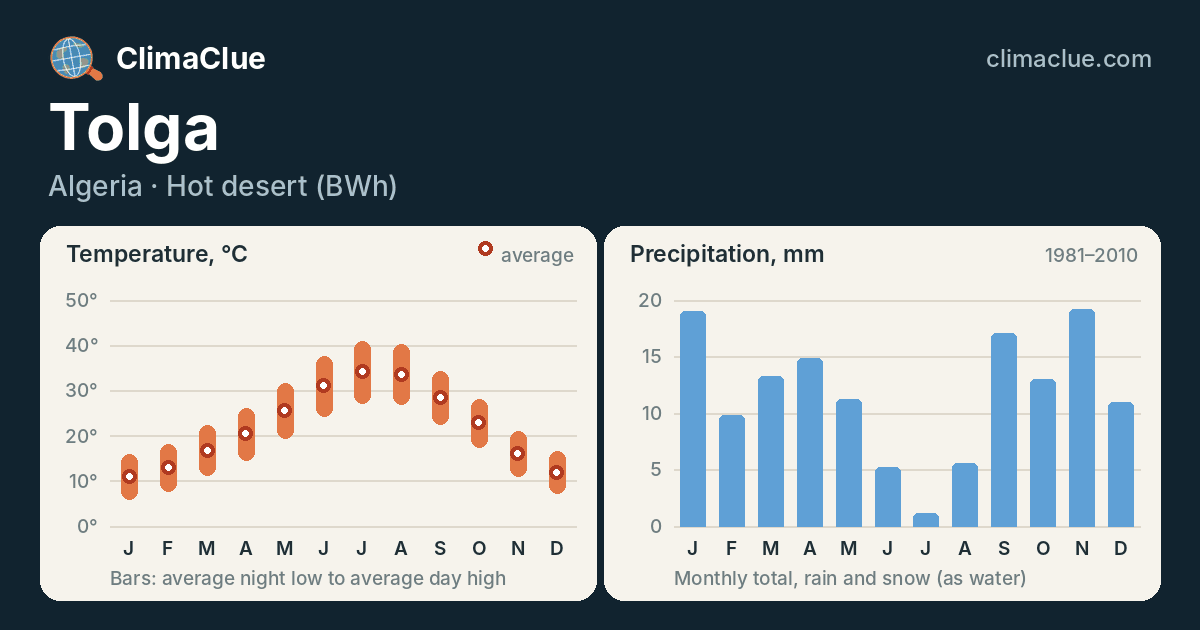 ClimaClue
climaclue.com
Tolga
Algeria · Hot desert (BWh)
Temperature, °C
average
50°
40°
30°
20°
10°
0°
J F M A M J J A S O N D
Bars: average night low to average day high
Precipitation, mm
1981–2010
20
15
10
5
0
J F M A M J J A S O N D
Monthly total, rain and snow (as water)